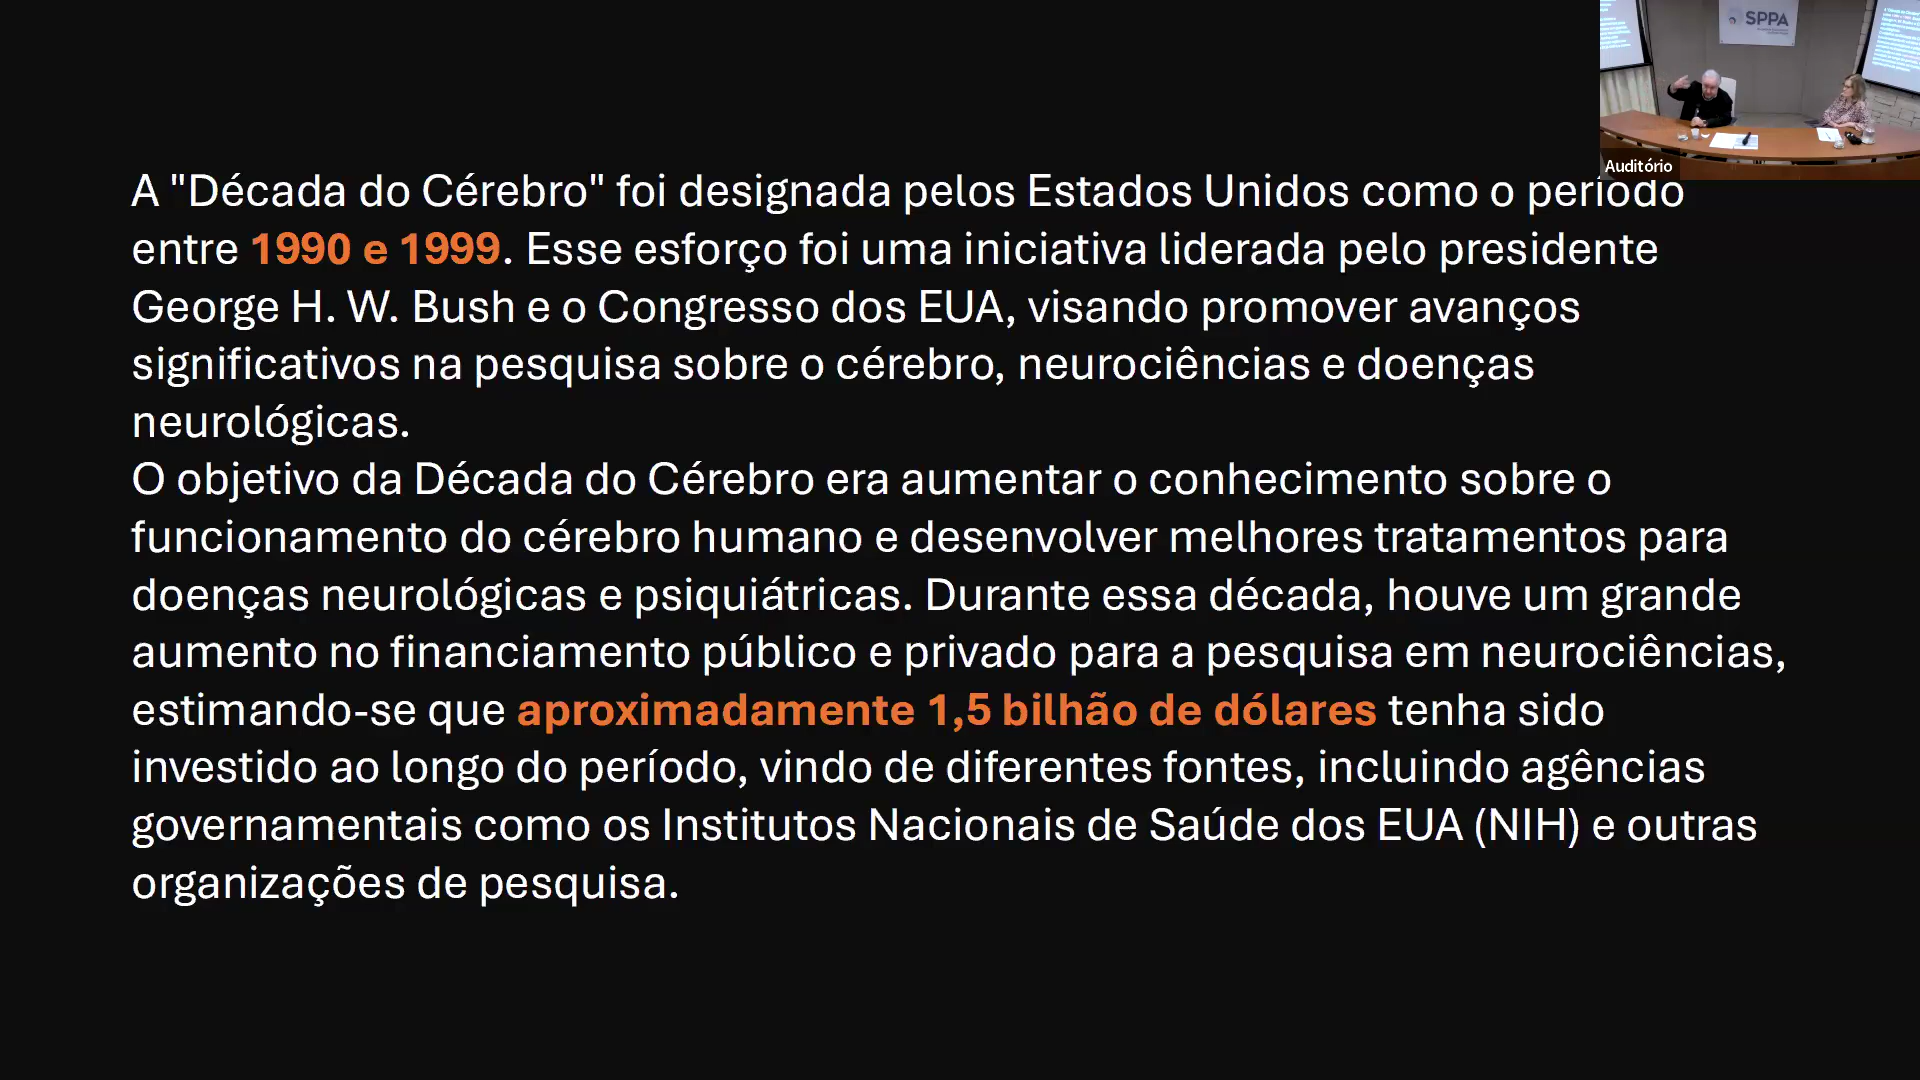 SPPA
Auditório
A "Década do Cérebro" foi designada pelos Estados Unidos como o período
entre 1990 e 1999. Esse esforço foi uma iniciativa liderada pelo presidente
George H. W. Bush e o Congresso dos EUA, visando promover avanços
significativos na pesquisa sobre o cérebro, neurociências e doenças
neurológicas.
O objetivo da Década do Cérebro era aumentar o conhecimento sobre o
funcionamento do cérebro humano e desenvolver melhores tratamentos para
doenças neurológicas e psiquiátricas. Durante essa década, houve um grande
aumento no financiamento público e privado para a pesquisa em neurociências,
estimando-se que aproximadamente 1,5 bilhão de dólares tenha sido
investido ao longo do período, vindo de diferentes fontes, incluindo agências
governamentais como os Institutos Nacionais de Saúde dos EUA (NIH) e outras
organizações de pesquisa.